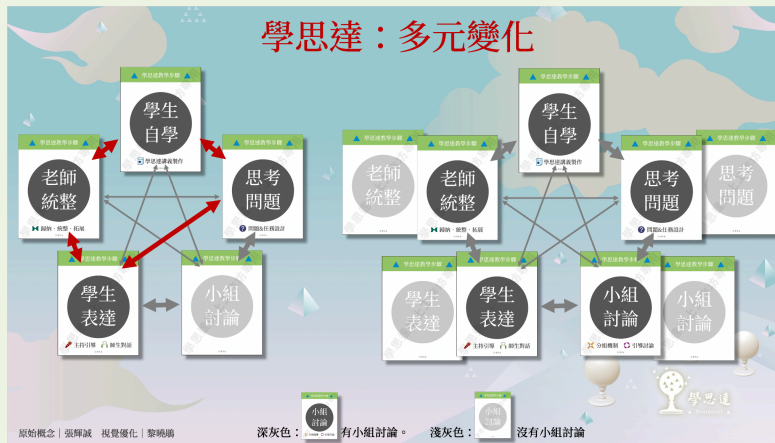 學思達：多元變化
學思達教學步驟
學生
自學
學思達講義製作
學思達教學步驟
老師
統整
歸納、統整、拓展
學思達教學步驟
思考
問題
問題&任務設計
學思達教學步驟
學生
表達
主持引導 師生對話
學思達教學步驟
小組
討論
學思達教學步驟
學生
自學
學思達講義製作
學思達教學步驟
老師
統整
學思達教學步驟
老師
統整
歸納、統整、拓展
學思達教學步驟
思考
問題
問題&任務設計
學思達教學步驟
思考
問題
學思達教學步驟
學生
表達
學思達教學步驟
學生
表達
主持引導 師生對話
學思達教學步驟
小組
討論
分組機制 引導討論
學思達教學步驟
小組
討論
學思達
原始概念｜張輝誠 視覺優化｜黎曉鵑
深灰色： 小組 討論 有小組討論。 淺灰色： 小組 討論 沒有小組討論